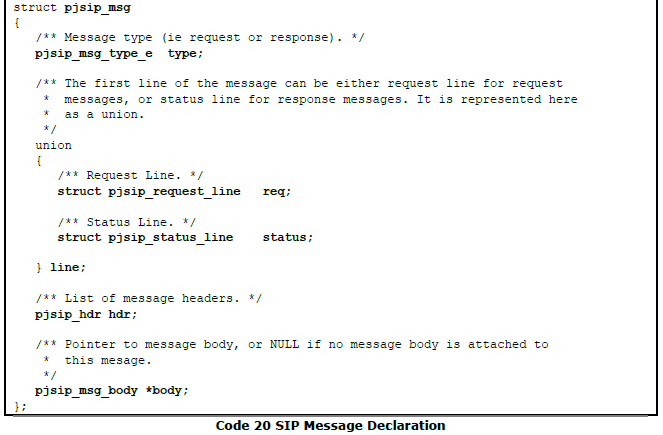 struct pjsip_msg
{
/** Message type (ie request or response). */
pjsip_msg_type_e type;
/** The first line of the message can be either request line for request
* messages, or status line for response messages. It is represented here
* as a union.
*/
union
{
/** Request Line. */
struct pjsip_request_line req;
/** Status Line. */
struct pjsip_status_line status;
} line;
/** List of message headers. */
pjsip_hdr hdr;
/** Pointer to message body, or NULL if no message body is attached to
* this mesage.
*/
pjsip_msg_body *body;
};
Code 20 SIP Message Declaration